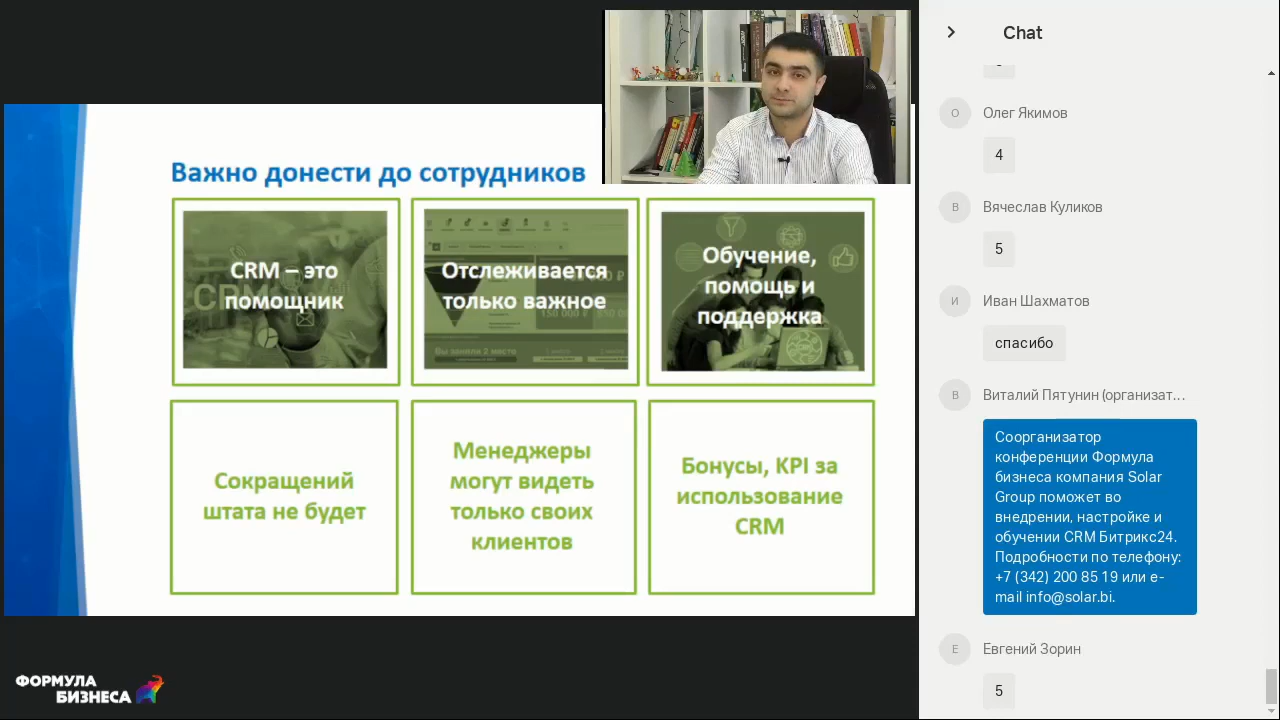 Важно донести до сотрудников
CRM – это
помощник
Отслеживается
только важное
Обучение,
помощь и
поддержка
Сокращений
штата не будет
Менеджеры
могут видеть
только своих
клиентов
Бонусы, KPI за
использование
CRM
ФОРМУЛА
БИЗНЕСА
Chat
О
Олег Якимов
4
В
Вячеслав Куликов
5
И
Иван Шахматов
спасибо
В
Виталий Пятунин (организат...
Соорганизатор
конференции Формула
бизнеса компания Solar
Group поможет во
внедрении, настройке и
обучении CRM Битрикс24.
Подробности по телефону:
+7 (342) 200 85 19 или e-
mail info@solar.bi.
Е
Евгений Зорин
5